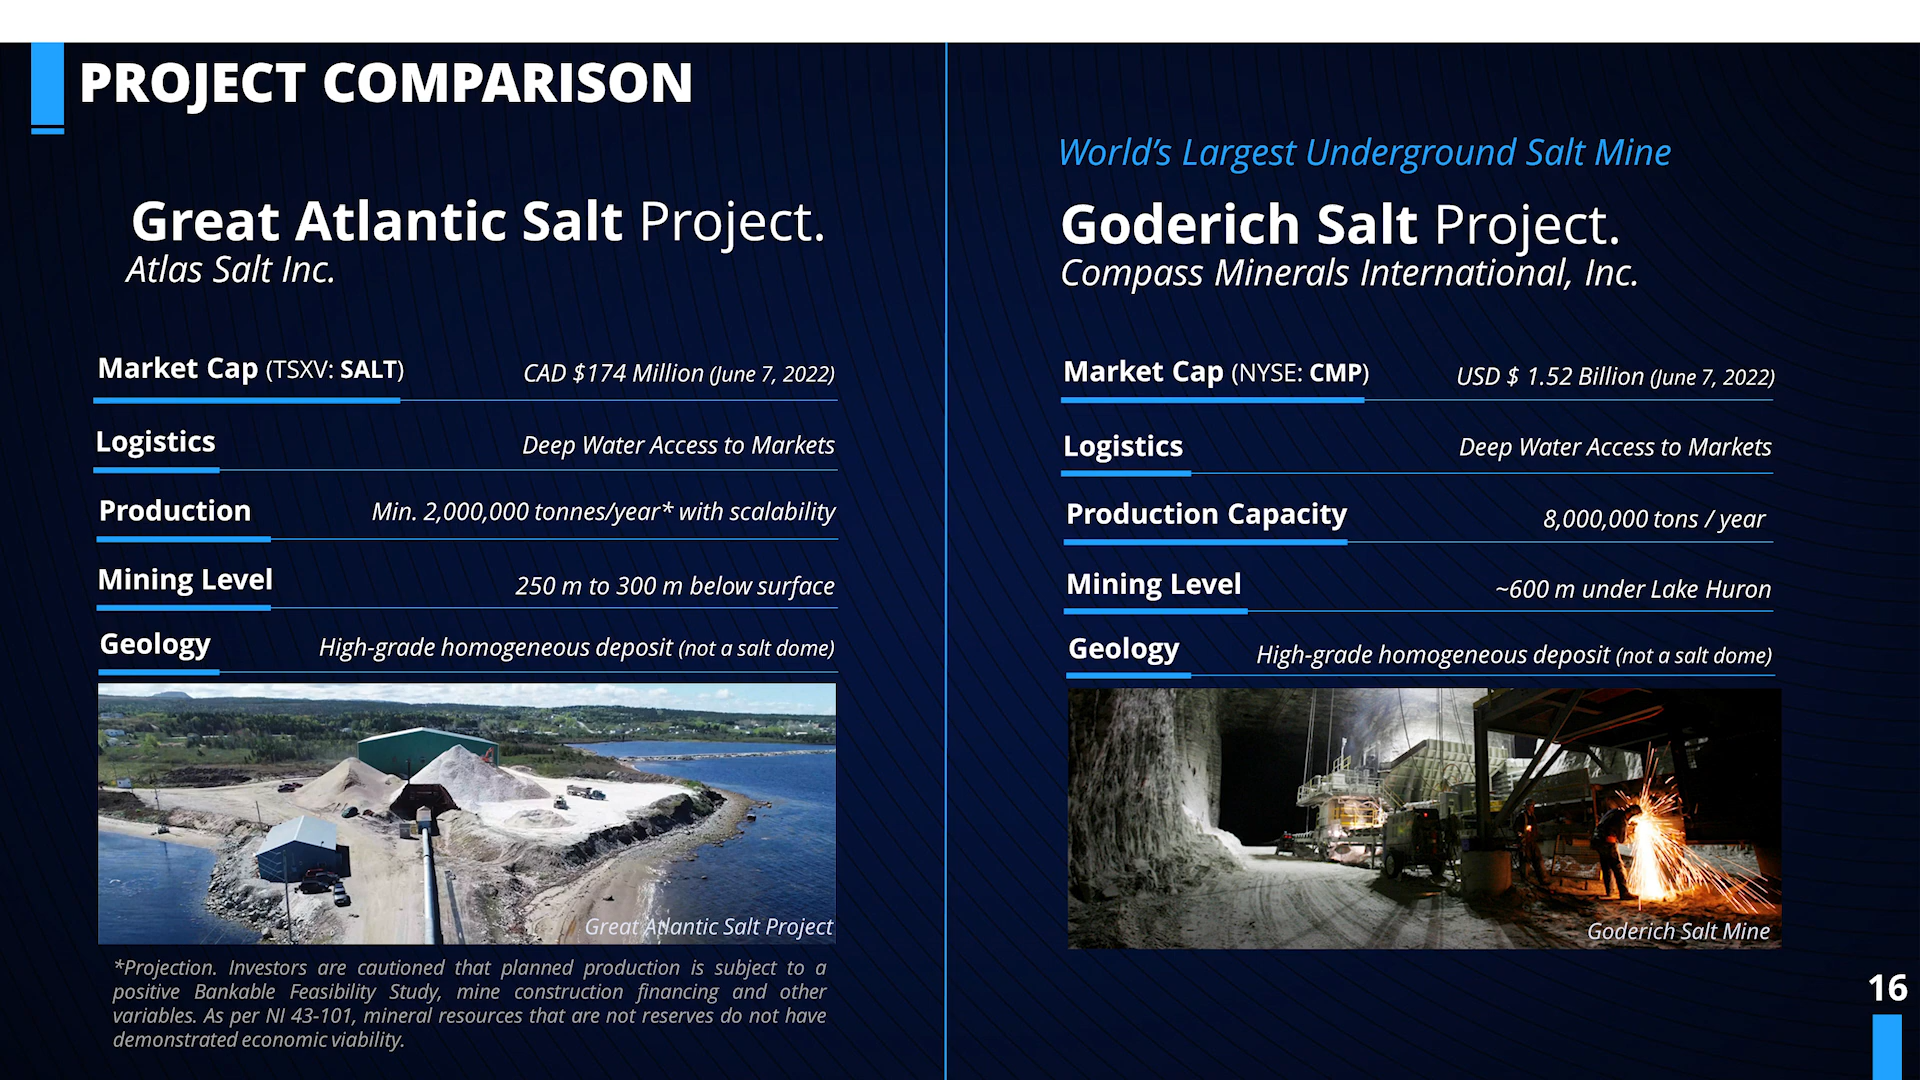 PROJECT COMPARISON
Great Atlantic Salt Project.
Atlas Salt Inc.
Market Cap (TSXV: SALT) CAD $174 Million (June 7, 2022)
Logistics Deep Water Access to Markets
Production Min. 2,000,000 tonnes/year* with scalability
Mining Level 250 m to 300 m below surface
Geology High-grade homogeneous deposit (not a salt dome)
Great Atlantic Salt Project
*Projection. Investors are cautioned that planned production is subject to a
positive Bankable Feasibility Study, mine construction financing and other
variables. As per NI 43-101, mineral resources that are not reserves do not have
demonstrated economic viability.
World's Largest Underground Salt Mine
Goderich Salt Project.
Compass Minerals International, Inc.
Market Cap (NYSE: CMP) USD $ 1.52 Billion (June 7, 2022)
Logistics Deep Water Access to Markets
Production Capacity 8,000,000 tons / year
Mining Level ~600 m under Lake Huron
Geology High-grade homogeneous deposit (not a salt dome)
Goderich Salt Mine
16